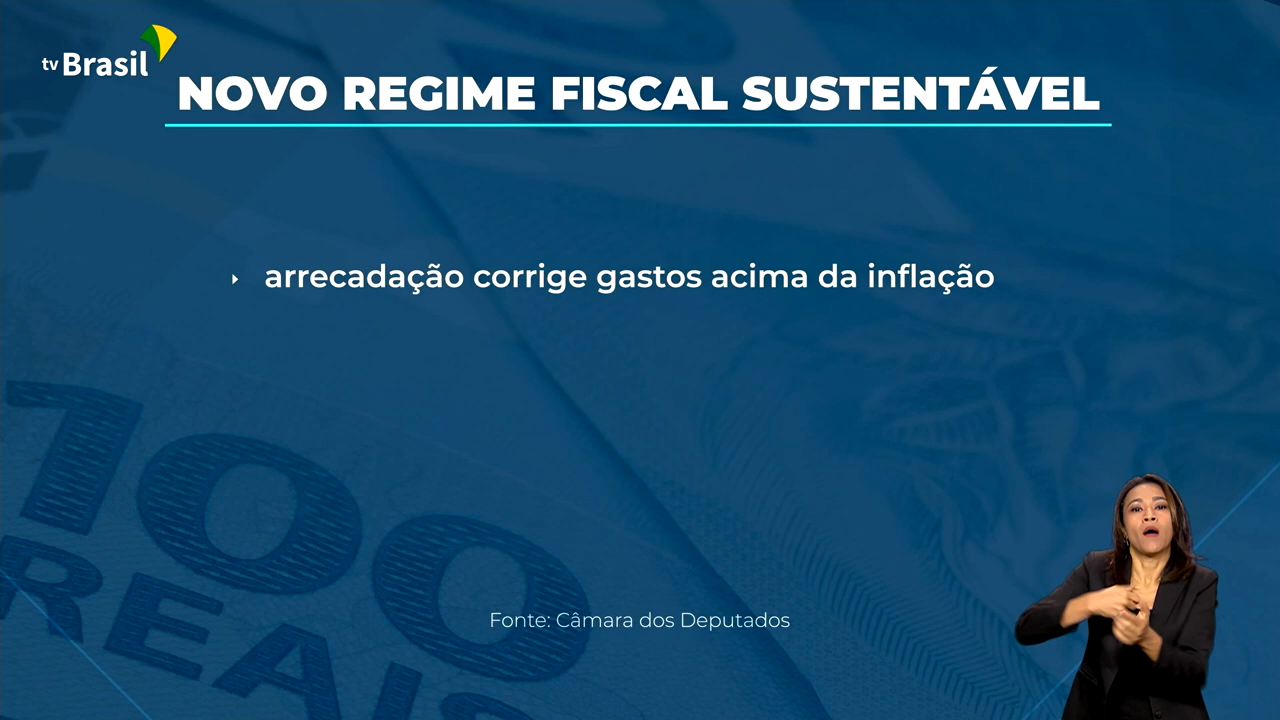 tv Brasil
NOVO REGIME FISCAL SUSTENTÁVEL
arrecadação corrige gastos acima da inflação
100
REAIS
Fonte: Câmara dos Deputados